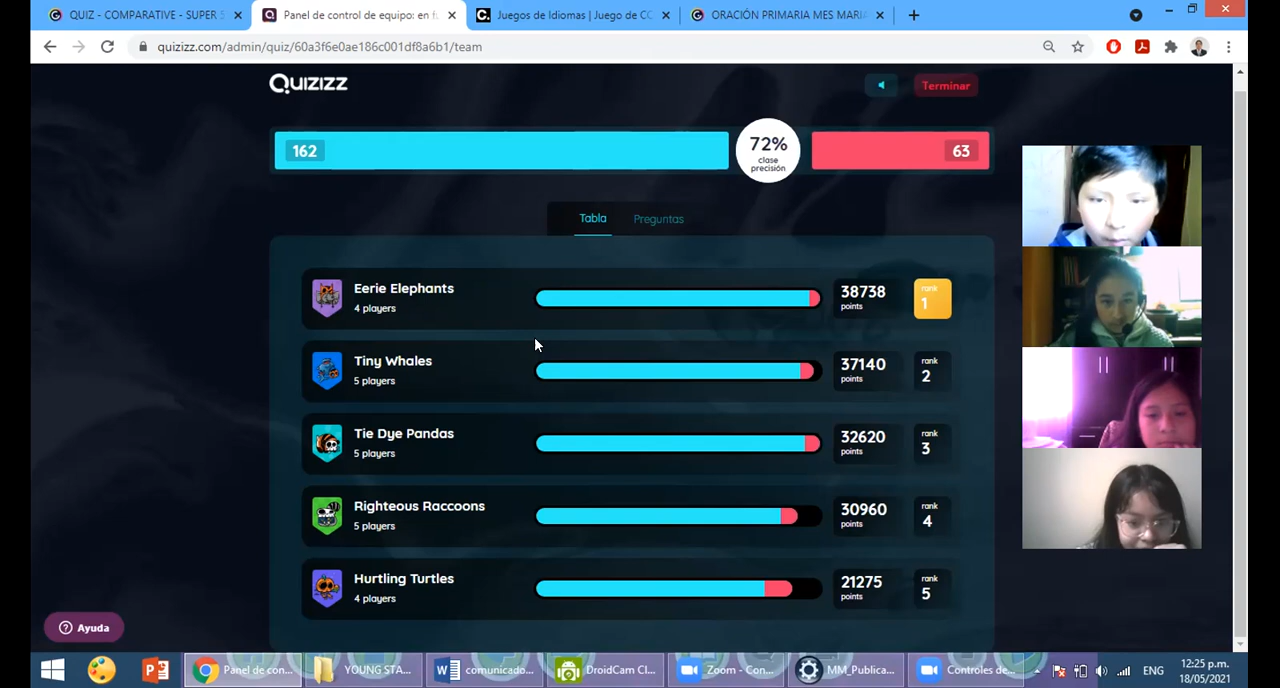 QUIZ - COMPARATIVE - SUPER S
Panel de control de equipo: en f
Juegos de Idiomas | Juego de CC
ORACIÓN PRIMARIA MES MARIA
quizizz.com/admin/quiz/60a3f6e0ae186c001df8a6b1/team
QUIZIZZ
Terminar
162
72%
clase
precisión
63
Tabla
Preguntas
Eerie Elephants
4 players
38738
points
rank
1
Tiny Whales
5 players
37140
points
rank
2
Tie Dye Pandas
5 players
32620
points
rank
3
Righteous Raccoons
5 players
30960
points
rank
4
Hurtling Turtles
4 players
21275
points
rank
5
Ayuda
Panel de con...
YOUNG STA...
comunicado...
DroidCam Cl...
Zoom - Con...
MM_Publica...
Controles de...
ENG
12:25 p.m.
18/05/2021